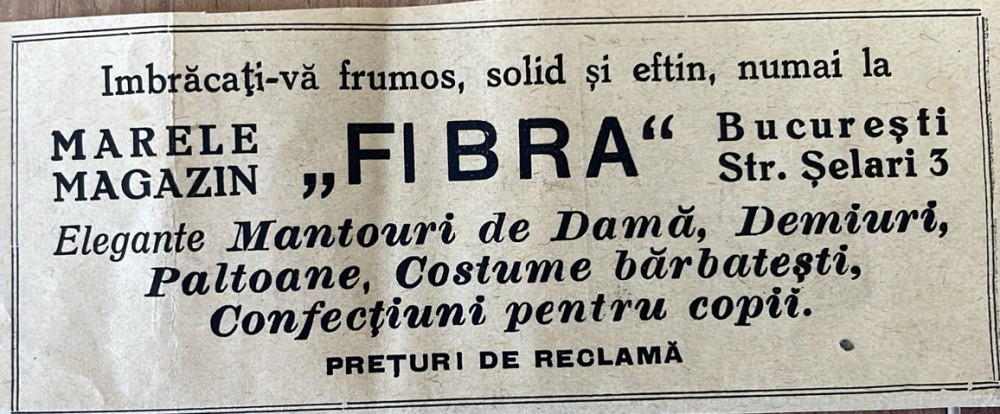 Imbrăcaţi-vă frumos, solid şi eftin, numai la
MARELE MAGAZIN
„FIBRA“
Bucureşti
Str. Şelari 3
Elegante Mantouri de Damă, Demiuri,
Paltoane, Costume bărbateşti,
Confecţiuni pentru copii.
PREŢURI DE RECLAMĂ